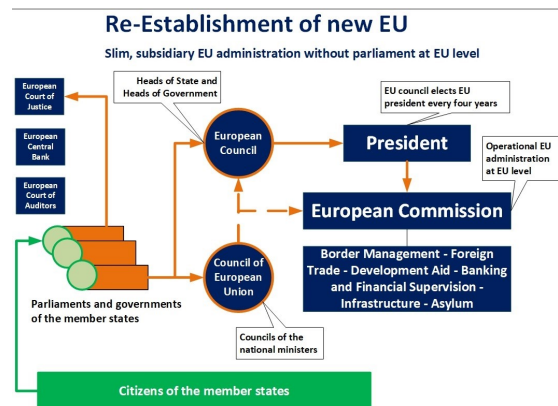 Re-Establishment of new EU
Slim, subsidiary EU administration without parliament at EU level
European
Court of
Justice
European
Central
Bank
European
Court of
Auditors
Heads of State and
Heads of Government
European
Council
EU council elects EU
president every four years
President
Operational EU
administration
at EU level
European Commission
Border Management - Foreign
Trade - Development Aid - Banking
and Financial Supervision -
Infrastructure - Asylum
Council of
European
Union
Councils of the
national ministers
Parliaments and governments
of the member states
Citizens of the member states